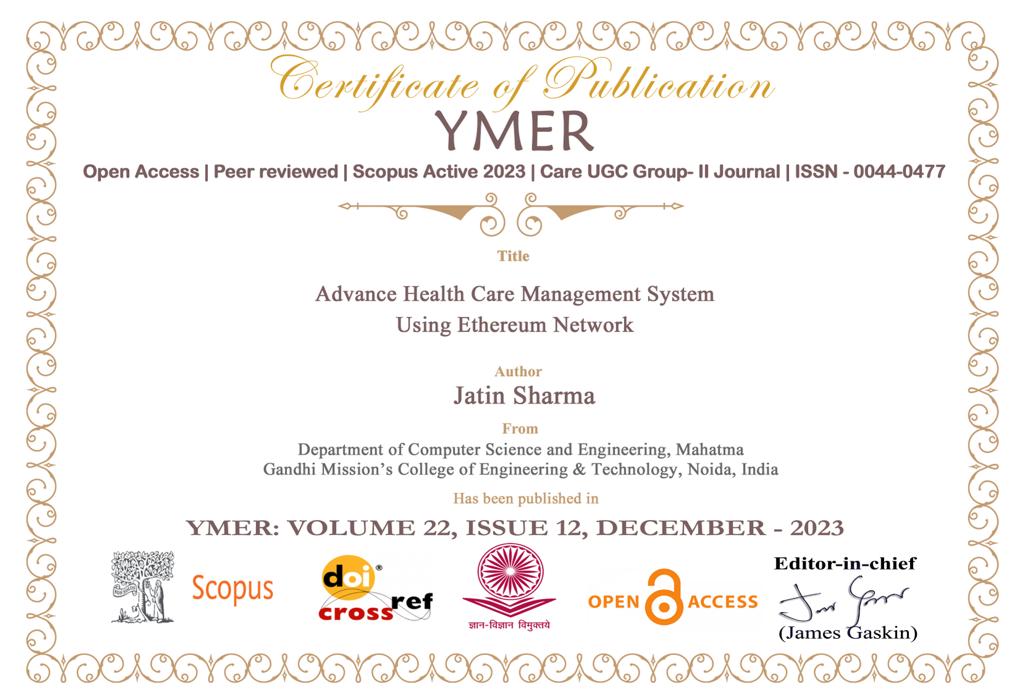 Certificate of Publication
YMER
Open Access | Peer reviewed | Scopus Active 2023 | Care UGC Group- II Journal | ISSN - 0044-0477
Title
Advance Health Care Management System
Using Ethereum Network
Author
Jatin Sharma
From
Department of Computer Science and Engineering, Mahatma
Gandhi Mission’s College of Engineering & Technology, Noida, India
Has been published in
YMER: VOLUME 22, ISSUE 12, DECEMBER - 2023
Scopus
doi®
crossref
ज्ञान-विज्ञान विमुक्तये
OPEN ACCESS
Editor-in-chief
(James Gaskin)